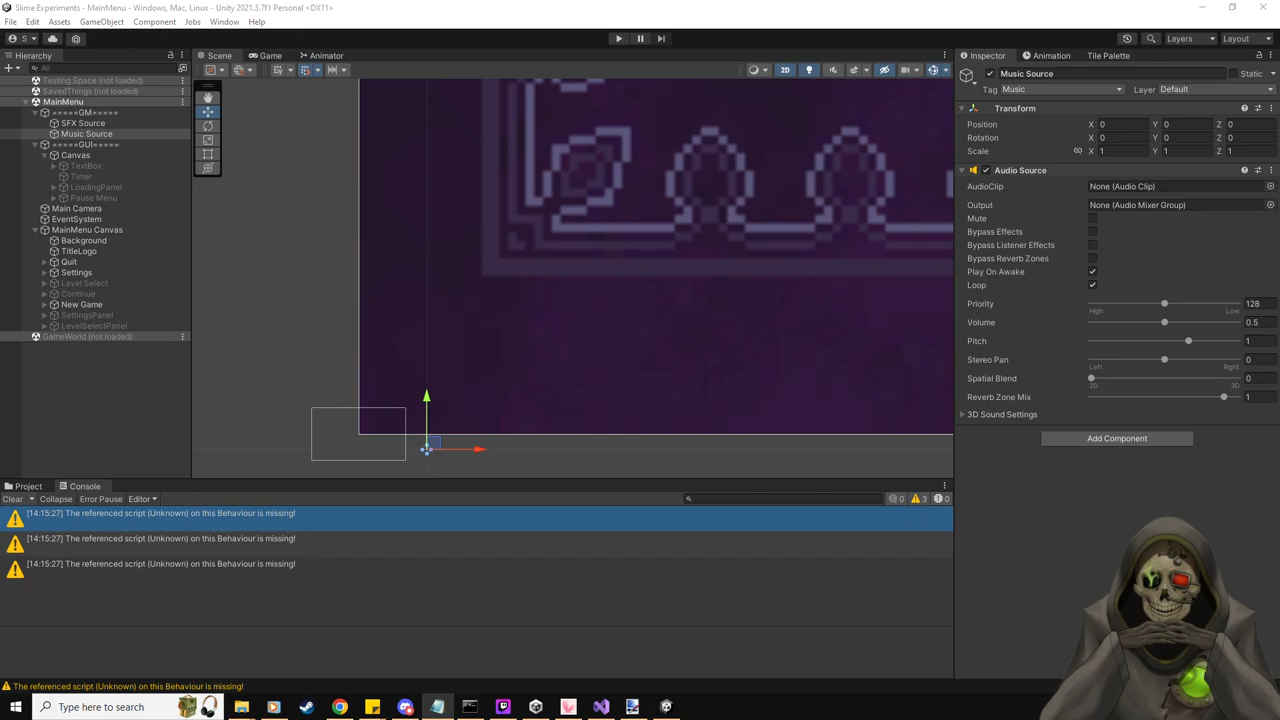 Slime Experiments - MainMenu - Windows, Mac, Linux - Unity 2021.3.7f1 Personal <DX11>
File Edit Assets GameObject Component Jobs Window Help
S Layers Layout
Hierarchy Scene Game Animator Inspector Animation Tile Palette
All 2D
Testing Space (not loaded)
SavedThings (not loaded)
MainMenu
=====GM=====
SFX Source
Music Source
=====GUI=====
Canvas
TextBox
Timer
LoadingPanel
Pause Menu
Main Camera
EventSystem
MainMenu Canvas
Background
TitleLogo
Quit
Settings
Level Select
Continue
New Game
SettingsPanel
LevelSelectPanel
GameWorld (not loaded)
Music Source Static
Tag Music Layer Default
Transform
Position X 0 Y 0 Z 0
Rotation X 0 Y 0 Z 0
Scale X 1 Y 1 Z 1
Audio Source
AudioClip None (Audio Clip)
Output None (Audio Mixer Group)
Mute
Bypass Effects
Bypass Listener Effects
Bypass Reverb Zones
Play On Awake
Loop
Priority 128
High Low
Volume 0.5
Pitch 1
Stereo Pan 0
Left Right
Spatial Blend 0
2D 3D
Reverb Zone Mix 1
3D Sound Settings
Add Component
Project Console
Clear Collapse Error Pause Editor 0 3 0
[14:15:27] The referenced script (Unknown) on this Behaviour is missing!
[14:15:27] The referenced script (Unknown) on this Behaviour is missing!
[14:15:27] The referenced script (Unknown) on this Behaviour is missing!
The referenced script (Unknown) on this Behaviour is missing!
Type here to search